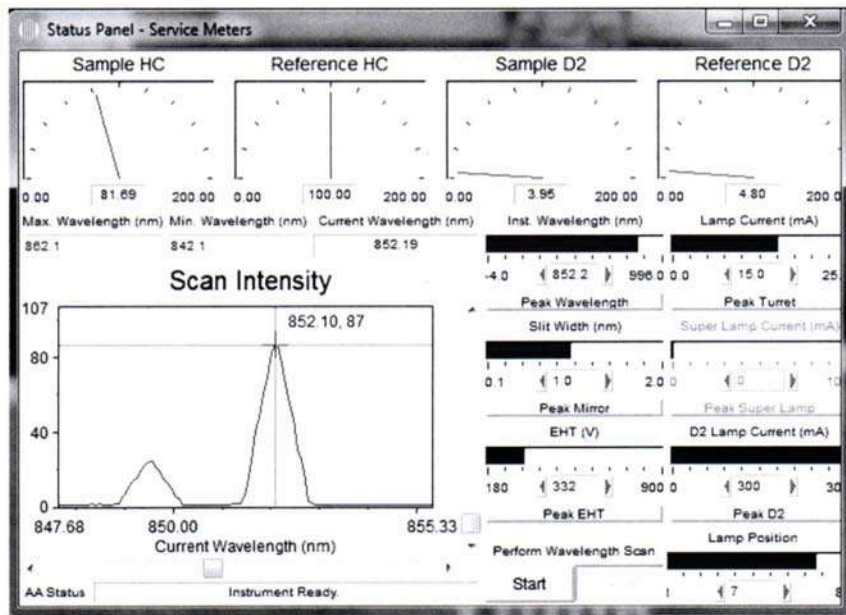 Status Panel - Service Meters
Sample HC Reference HC Sample D2 Reference D2
0.00 81.69 200.00 0.00 100.00 200.00 0.00 3.95 200.00 0.00 4.80 200.0
Max. Wavelength (nm) Min. Wavelength (nm) Current Wavelength (nm)
862.1 842.1 852.19
Scan Intensity
107
80
40
0
852.10, 87
847.68 850.00 855.33
Current Wavelength (nm)
AA Status Instrument Ready.
Inst. Wavelength (nm) Lamp Current (mA)
-4.0 852.2 996.0 0.0 15.0 25.
Peak Wavelength Peak Turret
Slit Width (nm) Super Lamp Current (mA)
0.1 1.0 2.0 0 0 10
Peak Mirror Peak Super Lamp
EHT (V) D2 Lamp Current (mA)
180 332 900 0 300 30
Peak EHT Peak D2
Perform Wavelength Scan Lamp Position
Start 7 8